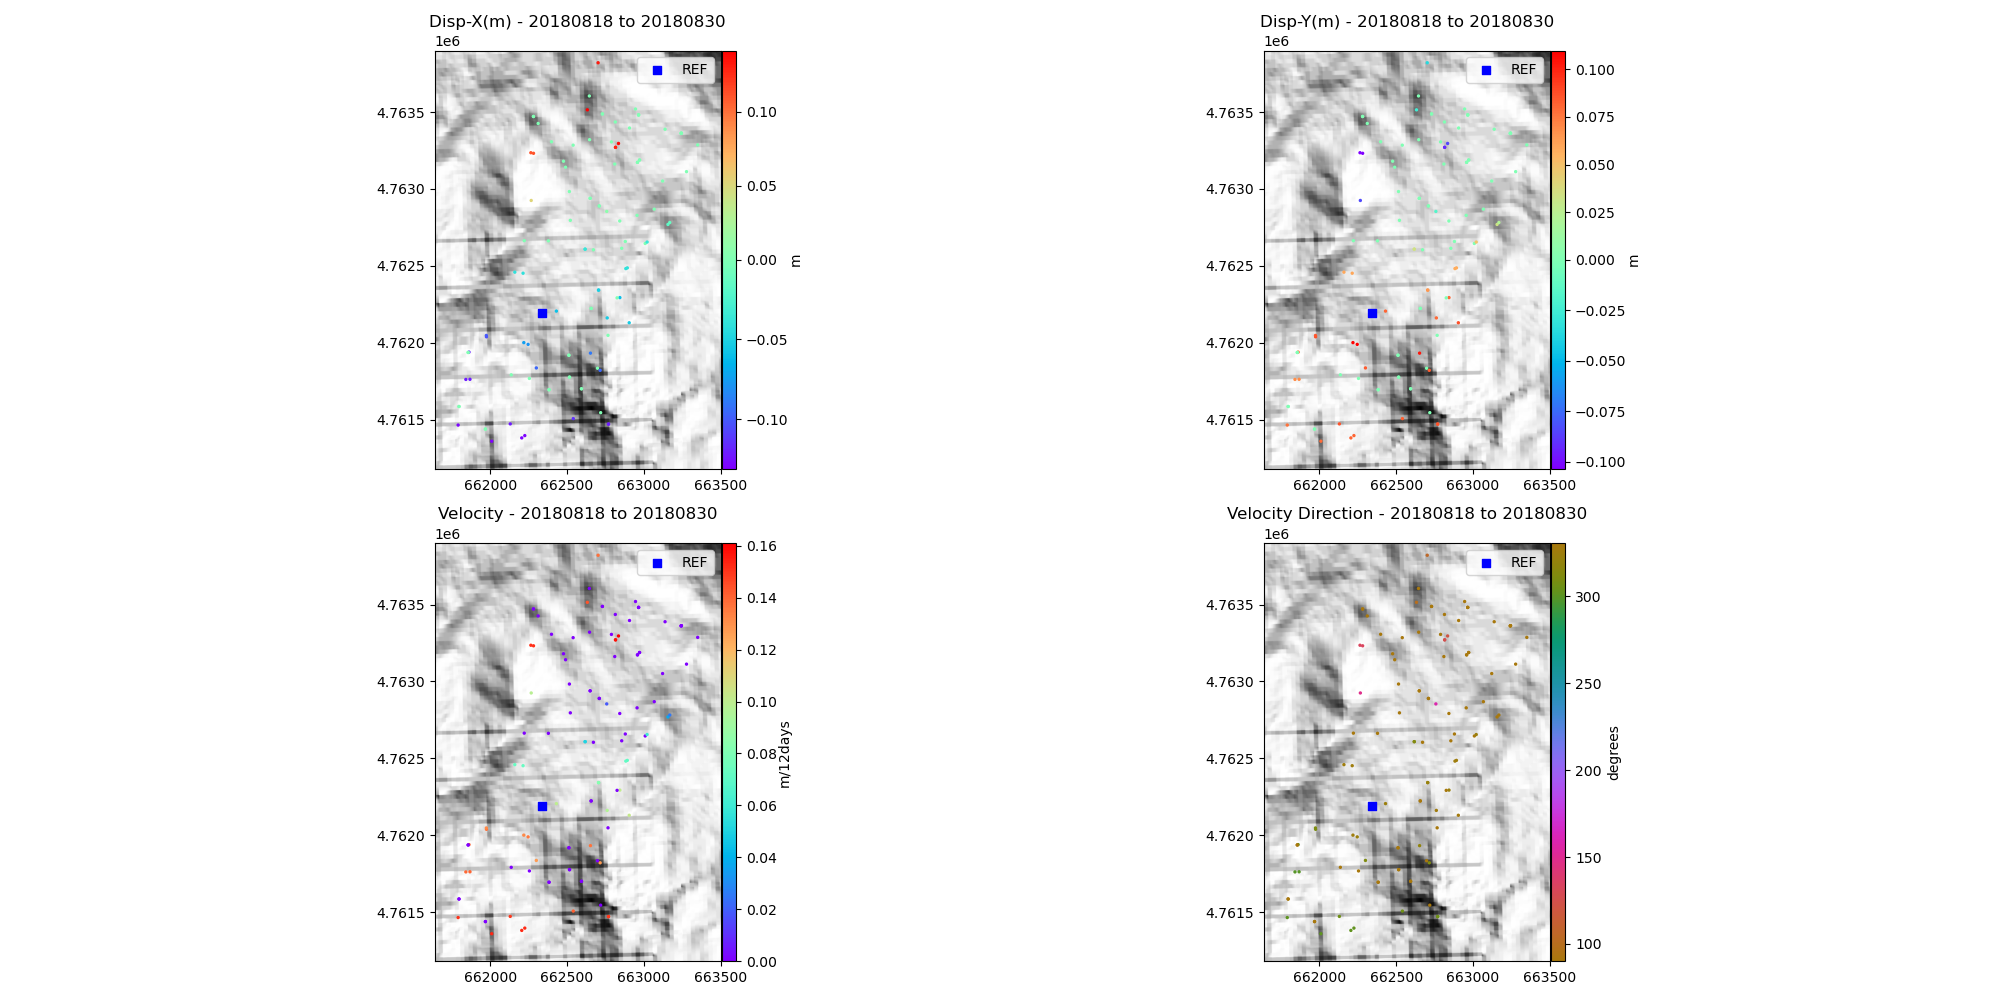 Disp-X(m) - 20180818 to 20180830
1e6
REF
4.7635
4.7630
4.7625
4.7620
4.7615
662000 662500 663000 663500
0.10
0.05
0.00
−0.05
−0.10
m
Disp-Y(m) - 20180818 to 20180830
1e6
REF
4.7635
4.7630
4.7625
4.7620
4.7615
662000 662500 663000 663500
0.100
0.075
0.050
0.025
0.000
−0.025
−0.050
−0.075
−0.100
m
Velocity - 20180818 to 20180830
1e6
REF
4.7635
4.7630
4.7625
4.7620
4.7615
662000 662500 663000 663500
0.16
0.14
0.12
0.10
0.08
0.06
0.04
0.02
0.00
m/12days
Velocity Direction - 20180818 to 20180830
1e6
REF
4.7635
4.7630
4.7625
4.7620
4.7615
662000 662500 663000 663500
300
250
200
150
100
degrees